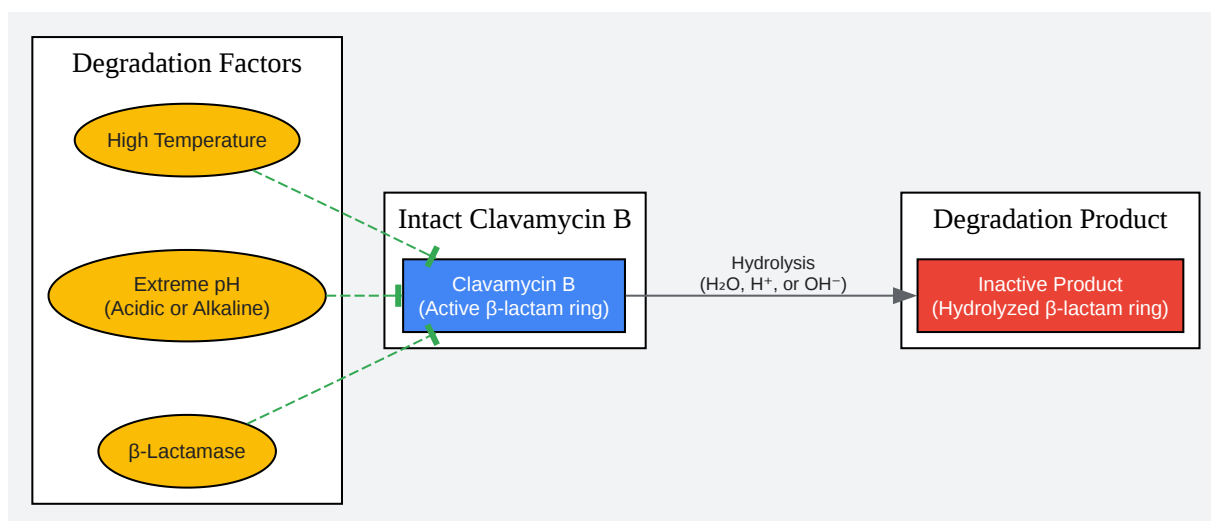 Degradation Factors
High Temperature
Extreme pH
(Acidic or Alkaline)
β-Lactamase
Intact Clavamycin B
Clavamycin B
(Active β-lactam ring)
Hydrolysis
(H₂O, H⁺, or OH⁻)
Degradation Product
Inactive Product
(Hydrolyzed β-lactam ring)